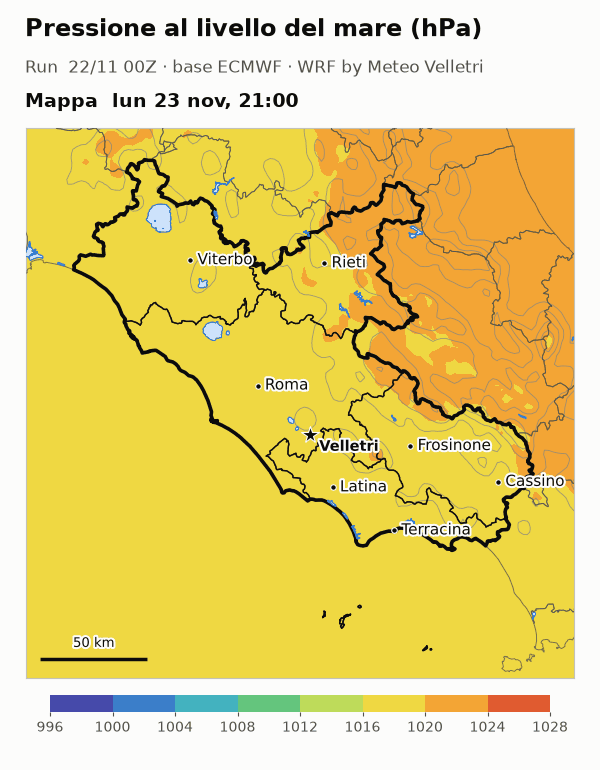 Pressione al livello del mare (hPa)
Run  22/11 00Z · base ECMWF · WRF by Meteo Velletri
Mappa  lun 23 nov, 21:00
Viterbo
Rieti
Roma
Velletri
Frosinone
Latina
Cassino
Terracina
50 km
996 1000 1004 1008 1012 1016 1020 1024 1028